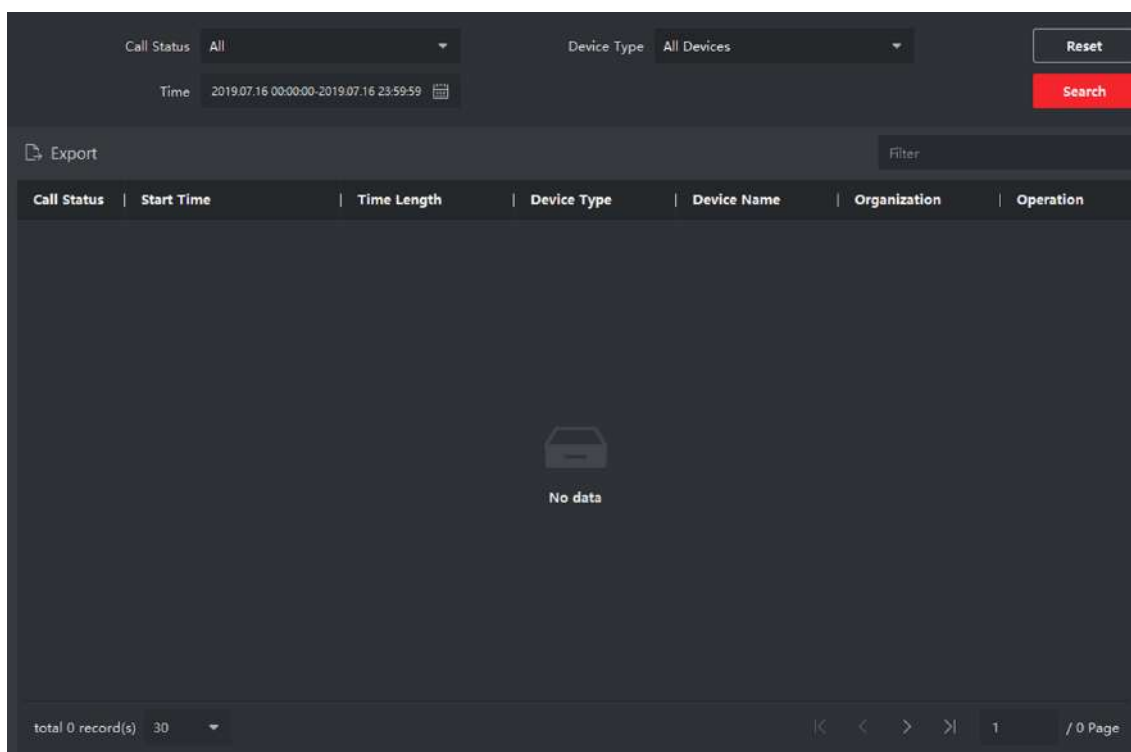 Call Status All Device Type All Devices Reset
Time 2019.07.16 00:00:00-2019.07.16 23:59:59 Search
Export Filter
Call Status | Start Time | Time Length | Device Type | Device Name | Organization | Operation
No data
total 0 record(s) 30 1 / 0 Page